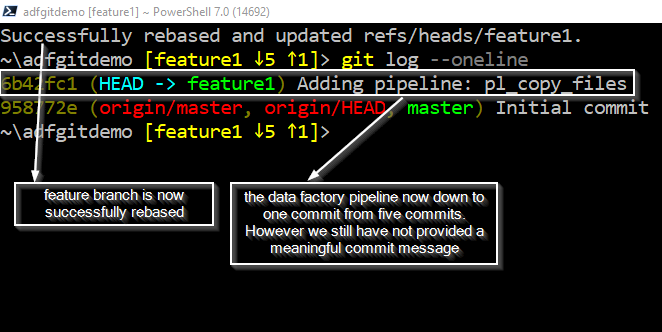 adfgitdemo [feature1] ~ PowerShell 7.0 (14692)
Successfully rebased and updated refs/heads/feature1.
~\adfgitdemo [feature1 ↓5 ↑1]> git log --oneline
6b42fc1 (HEAD -> feature1) Adding pipeline: pl_copy_files
958772e (origin/master, origin/HEAD, master) Initial commit
~\adfgitdemo [feature1 ↓5 ↑1]>
feature branch is now
successfully rebased
the data factory pipeline now down to
one commit from five commits.
However we still have not provided a
meaningful commit message